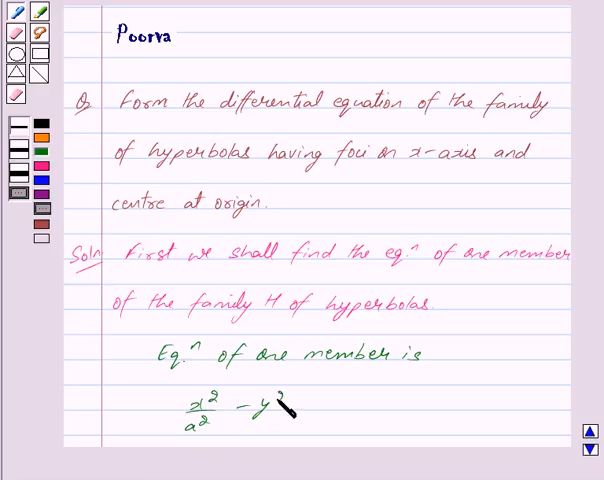 Poorva
Q Form the differential equation of the family
of hyperbolas having foci on x-axis and
centre at origin.
Soln First we shall find the eq.ⁿ of one member
of the family H of hyperbolas.
Eq.ⁿ of one member is
x²/a² - y²